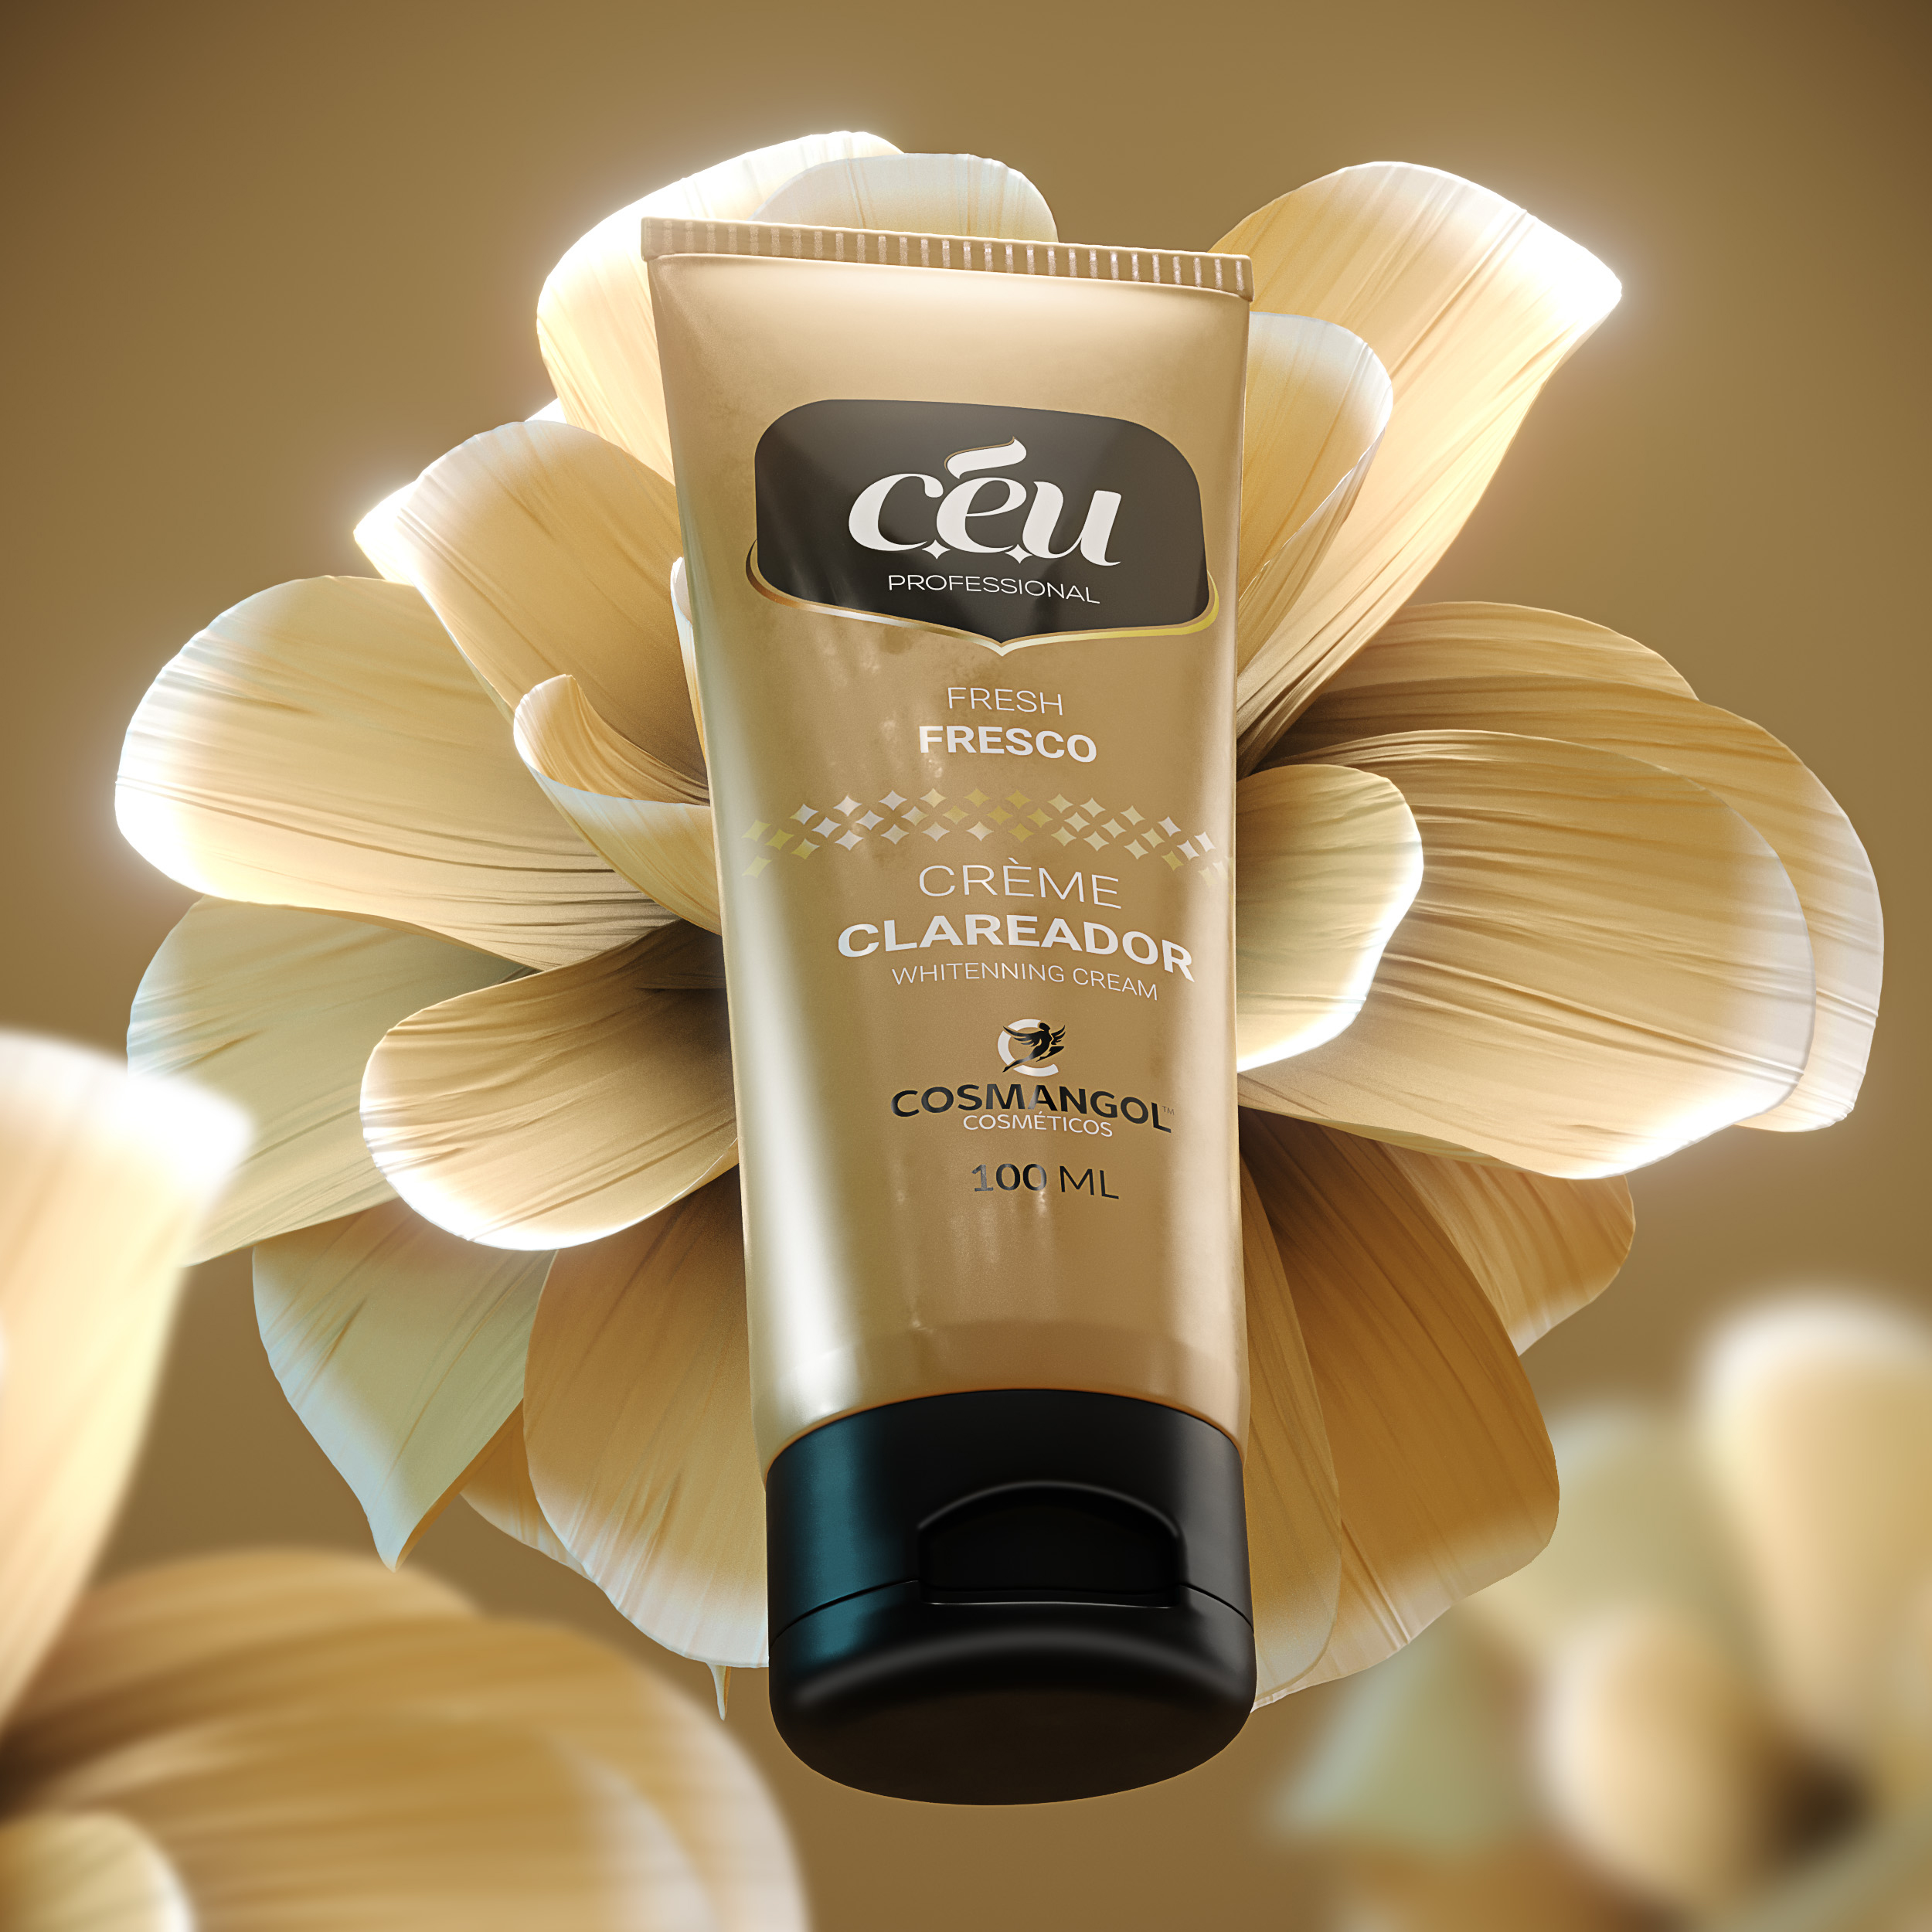 céu
PROFESSIONAL
FRESH
FRESCO
CRÈME
CLAREADOR
WHITENNING CREAM
COSMANGOL™
COSMÉTICOS
100 ML